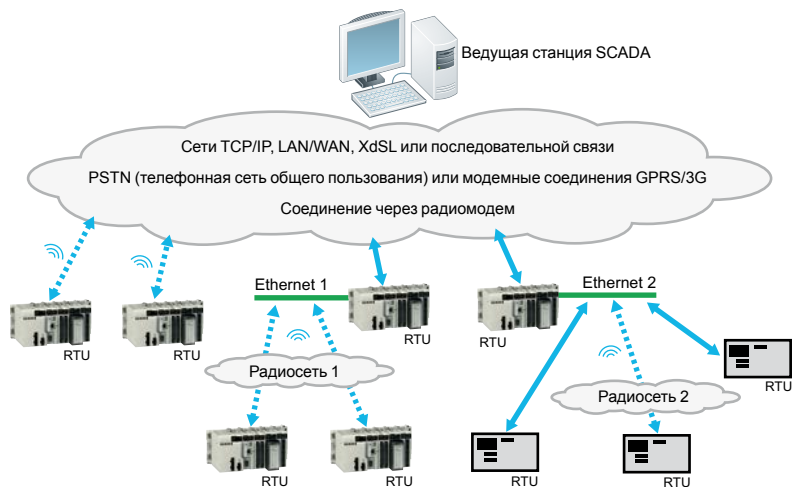 Ведущая станция SCADA
Сети TCP/IP, LAN/WAN, XdSL или последовательной связи
PSTN (телефонная сеть общего пользования) или модемные соединения GPRS/3G
Соединение через радиомодем
Ethernet 1
Ethernet 2
RTU
RTU
RTU
RTU
Радиосеть 1
RTU
Радиосеть 2
RTU
RTU
RTU
RTU